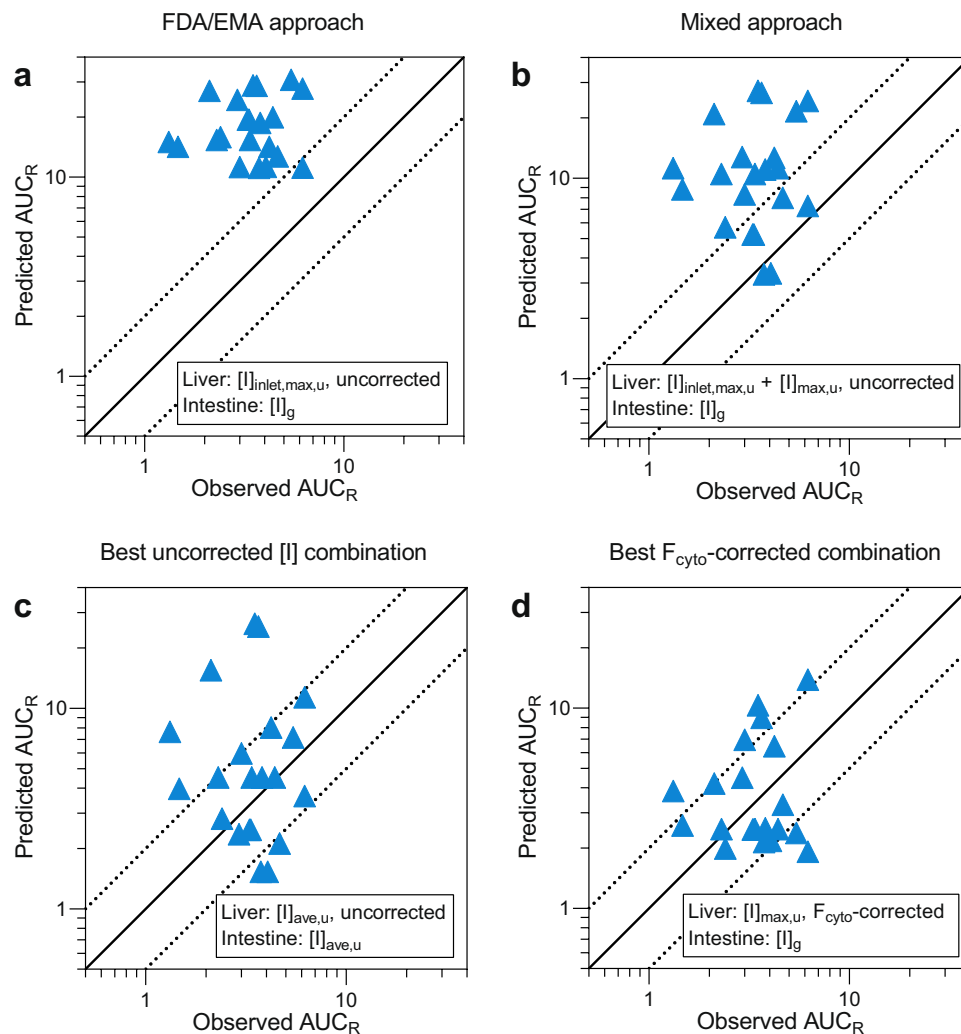 FDA/EMA approach
a
Predicted AUC_R
10
1
Liver: [I]_inlet,max,u, uncorrected
Intestine: [I]_g
1
10
Observed AUC_R
Mixed approach
b
Predicted AUC_R
10
1
Liver: [I]_inlet,max,u + [I]_max,u, uncorrected
Intestine: [I]_g
1
10
Observed AUC_R
Best uncorrected [I] combination
c
Predicted AUC_R
10
1
Liver: [I]_ave,u, uncorrected
Intestine: [I]_ave,u
1
10
Observed AUC_R
Best F_cyto-corrected combination
d
Predicted AUC_R
10
1
Liver: [I]_max,u, F_cyto-corrected
Intestine: [I]_g
1
10
Observed AUC_R